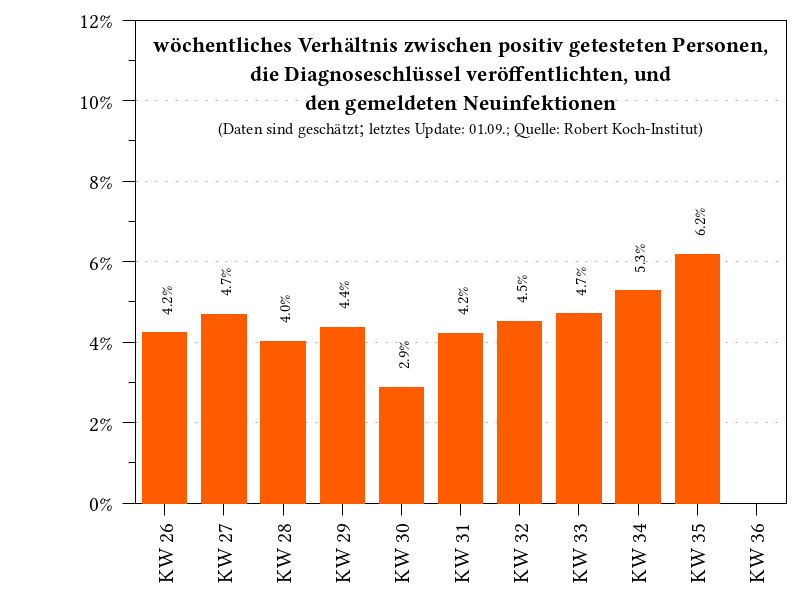 wöchentliches Verhältnis zwischen positiv getesteten Personen,
die Diagnoseschlüssel veröffentlichten, und
den gemeldeten Neuinfektionen
(Daten sind geschätzt; letztes Update: 01.09.; Quelle: Robert Koch-Institut)
12%
10%
8%
6%
4%
2%
0%
4.2%
4.7%
4.0%
4.4%
2.9%
4.2%
4.5%
4.7%
5.3%
6.2%
KW 26
KW 27
KW 28
KW 29
KW 30
KW 31
KW 32
KW 33
KW 34
KW 35
KW 36